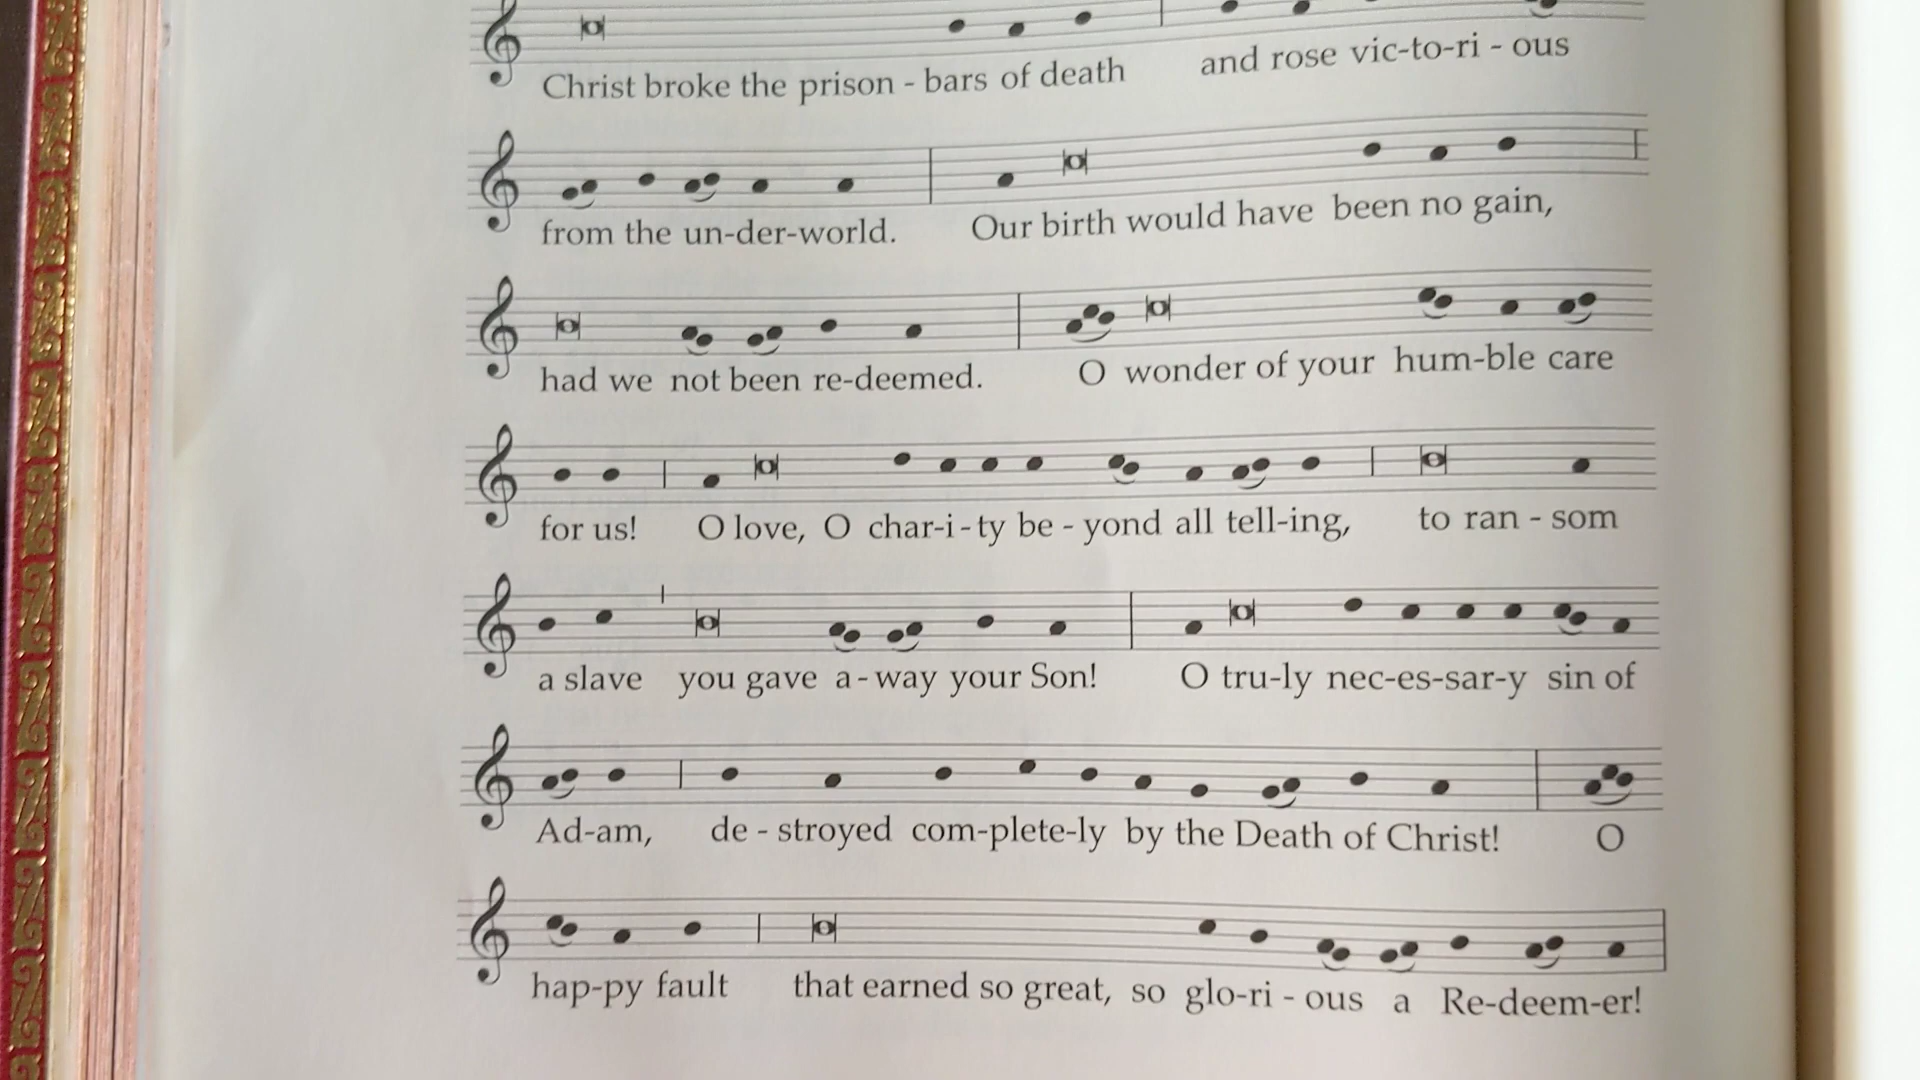 Christ broke the prison - bars of death and rose vic-to-ri - ous
from the un-der-world. Our birth would have been no gain,
had we not been re-deemed. O wonder of your hum-ble care
for us! O love, O char-i-ty be - yond all tell-ing, to ran - som
a slave you gave a-way your Son! O tru-ly nec-es-sar-y sin of
Ad-am, de - stroyed com-plete-ly by the Death of Christ! O
hap-py fault that earned so great, so glo-ri - ous a Re-deem-er!